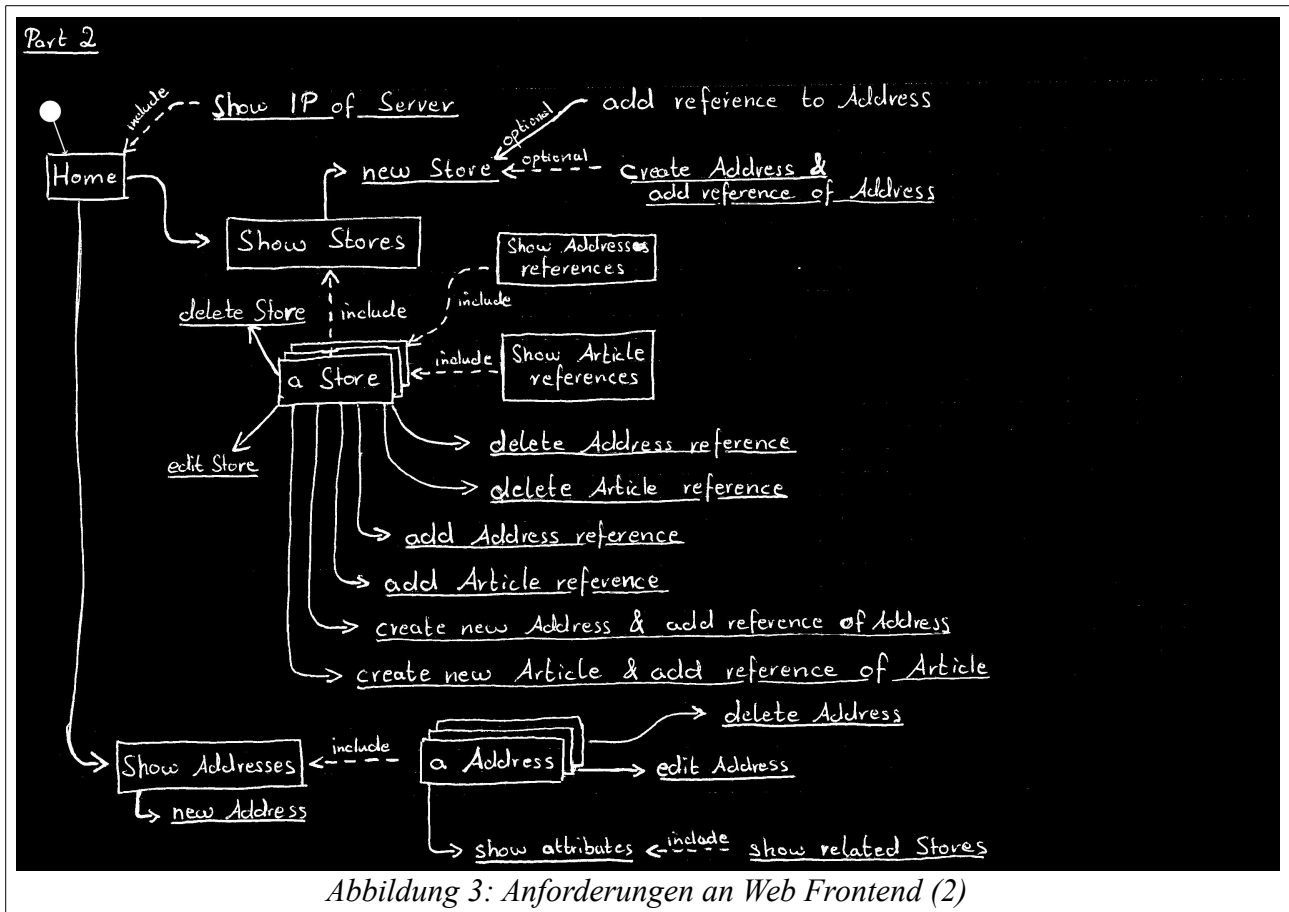 Part 2
include
Show IP of Server
optional
add reference to Address
Home
new Store
optional
create Address &
add reference of Address
Show Stores
Show Addresses
references
delete Store
include
include
a Store
include
Show Article
references
edit Store
delete Address reference
delete Article reference
add Address reference
add Article reference
create new Address & add reference of Address
create new Article & add reference of Article
delete Address
Show Addresses
include
a Address
edit Address
new Address
show attributes
include
show related Stores
Abbildung 3: Anforderungen an Web Frontend (2)